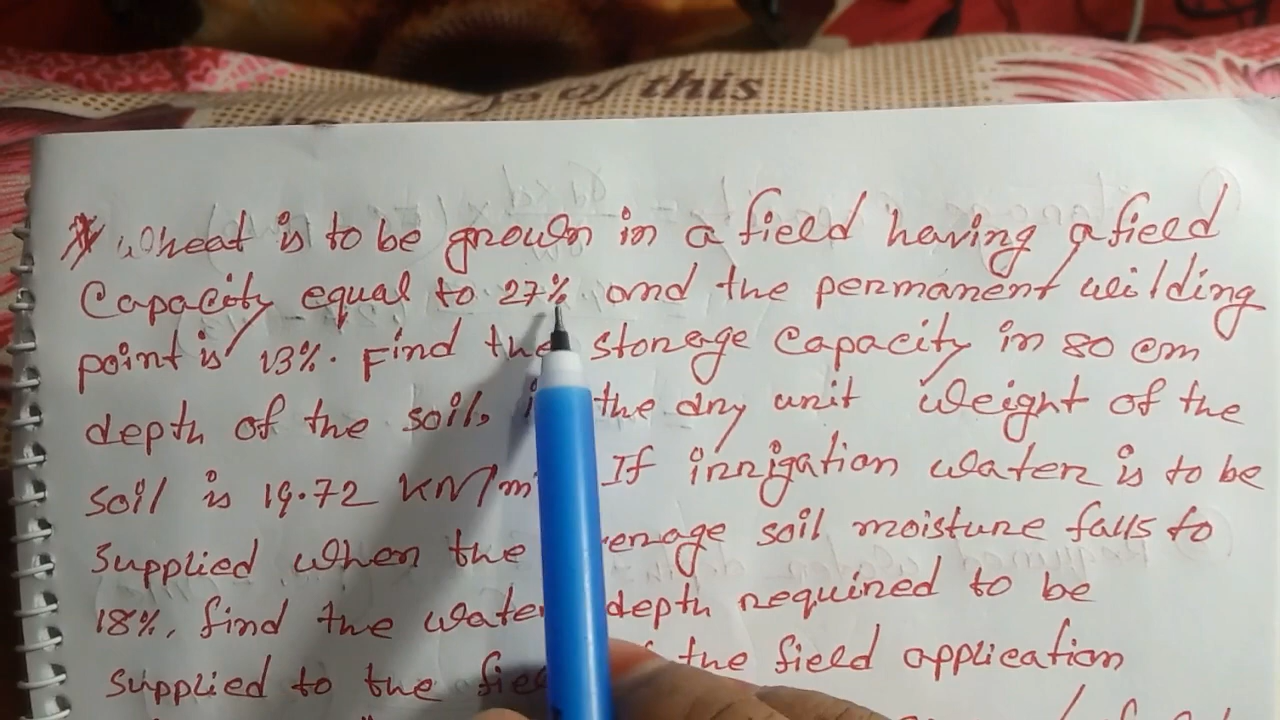 of this
Wheat is to be grown in a field having a field
Capacity equal to 27% and the permanent wilding
point is 13%. Find the storage capacity in 80 cm
depth of the soil, the dry unit weight of the
soil is 19.72 KN/m If irrigation water is to be
supplied when the soil moisture falls to
18%, find the water depth required to be
supplied to the the field application